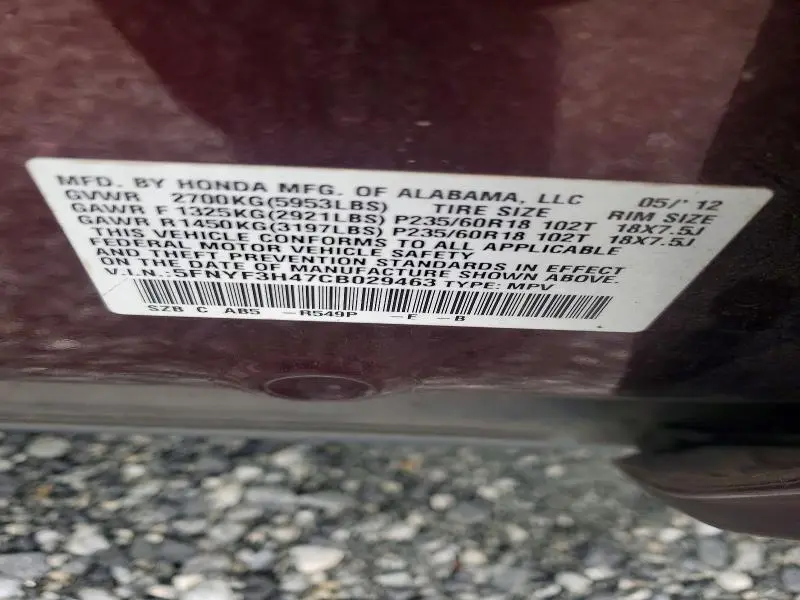 MFD. BY HONDA MFG. OF ALABAMA, LLC 05/'12
GVWR 2700KG(5953LBS) TIRE SIZE RIM SIZE
GAWR F 1325KG(2921LBS) P235/60R18 102T 18X7.5J
GAWR R1450KG(3197LBS) P235/60R18 102T 18X7.5J
THIS VEHICLE CONFORMS TO ALL APPLICABLE
FEDERAL MOTOR VEHICLE SAFETY
AND THEFT PREVENTION STANDARDS IN EFFECT
ON THE DATE OF MANUFACTURE SHOWN ABOVE.
V.I.N.:5FNYF3H47CB029463 TYPE: MPV
SZB C AB5 -R549P -F -B